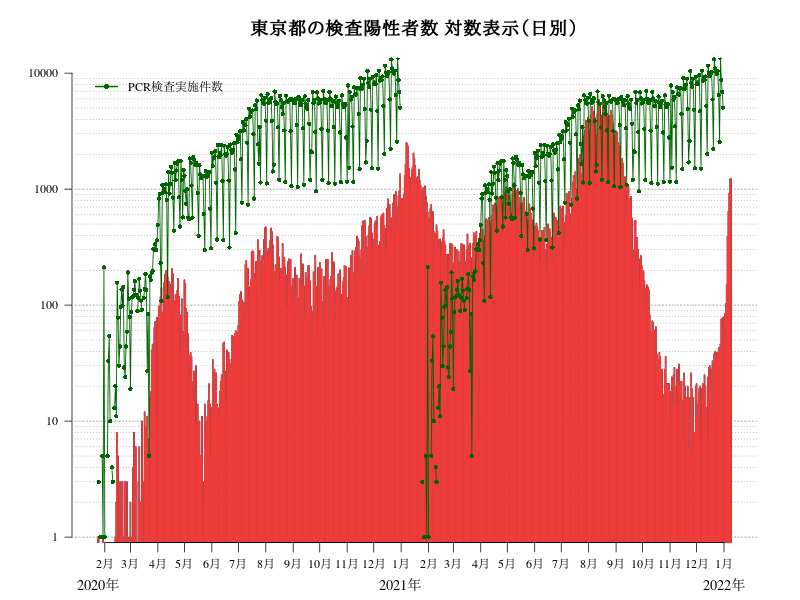 東京都の検査陽性者数 対数表示(日別)
10000
PCR検査実施件数
1000
100
10
1
2月 3月 4月 5月 6月 7月 8月 9月 10月 11月 12月 1月 2月 3月 4月 5月 6月 7月 8月 9月 10月 11月 12月 1月
2020年 2021年 2022年